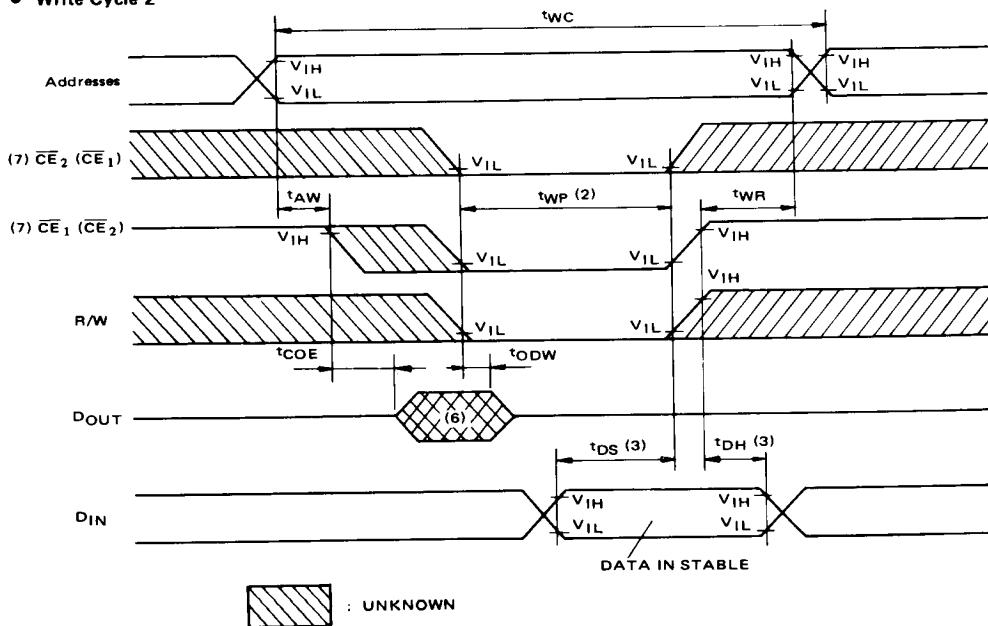 ● Write Cycle 2
tWC
Addresses
VIH
VIL
VIH
VIL
(7) CE2 (CE1)
VIL
VIL
tAW
tWP (2)
tWR
(7) CE1 (CE2)
VIH
VIL
VIL
VIH
R/W
VIL
VIL
VIH
tCOE
tODW
DOUT
(6)
tDS (3)
tDH (3)
DIN
VIH
VIL
VIH
VIL
DATA IN STABLE
: UNKNOWN